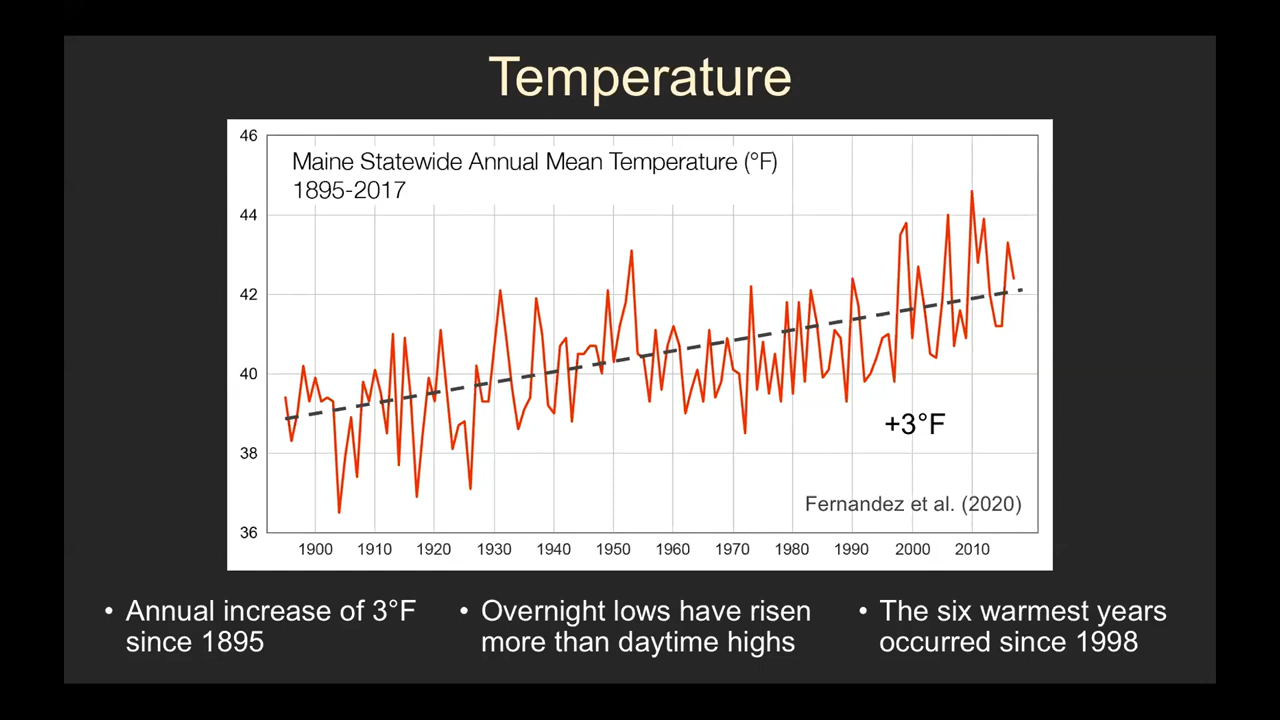 Temperature
46
Maine Statewide Annual Mean Temperature (°F)
1895-2017
44
42
40
38
+3°F
Fernandez et al. (2020)
36
1900 1910 1920 1930 1940 1950 1960 1970 1980 1990 2000 2010
• Annual increase of 3°F
since 1895
• Overnight lows have risen
more than daytime highs
• The six warmest years
occurred since 1998